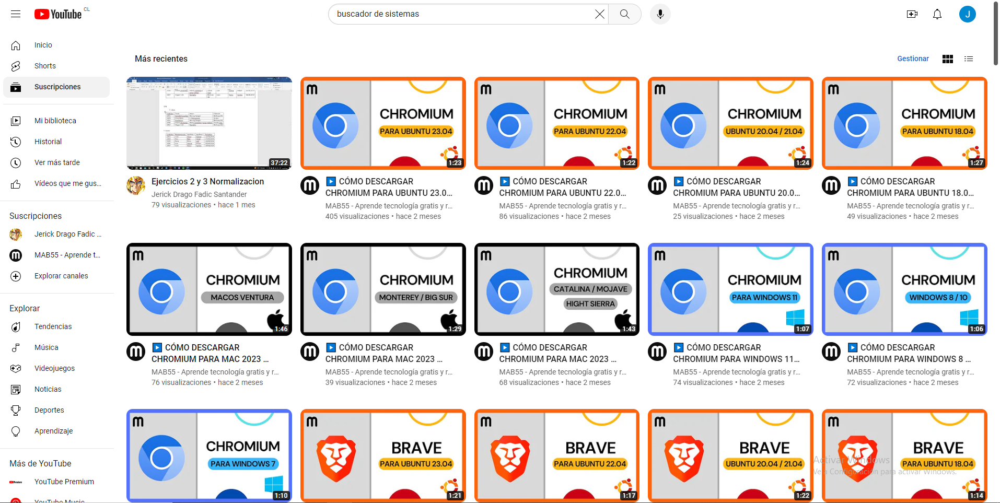 YouTube CL
buscador de sistemas
J
Inicio
Shorts
Suscripciones
Mi biblioteca
Historial
Ver más tarde
Vídeos que me gus...
Suscripciones
Jerick Drago Fadic ...
MAB55 - Aprende t...
Explorar canales
Explorar
Tendencias
Música
Videojuegos
Noticias
Deportes
Aprendizaje
Más de YouTube
Premium
YouTube Premium
YouTube Music
Más recientes
Gestionar
37:22
Ejercicios 2 y 3 Normalizacion
Jerick Drago Fadic Santander
79 visualizaciones • hace 1 mes
m
CHROMIUM
PARA UBUNTU 23.04
1:23
m
CÓMO DESCARGAR
CHROMIUM PARA UBUNTU 23.0...
MAB55 - Aprende tecnología gratis y r...
405 visualizaciones • hace 2 meses
m
CHROMIUM
PARA UBUNTU 22.04
1:22
m
CÓMO DESCARGAR
CHROMIUM PARA UBUNTU 22.0...
MAB55 - Aprende tecnología gratis y r...
86 visualizaciones • hace 2 meses
m
CHROMIUM
UBUNTU 20.04 / 21.04
1:24
m
CÓMO DESCARGAR
CHROMIUM PARA UBUNTU 20.0...
MAB55 - Aprende tecnología gratis y r...
25 visualizaciones • hace 2 meses
m
CHROMIUM
PARA UBUNTU 18.04
1:27
m
CÓMO DESCARGAR
CHROMIUM PARA UBUNTU 18.0...
MAB55 - Aprende tecnología gratis y r...
49 visualizaciones • hace 2 meses
m
CHROMIUM
MACOS VENTURA
1:46
m
CÓMO DESCARGAR
CHROMIUM PARA MAC 2023 ...
MAB55 - Aprende tecnología gratis y r...
76 visualizaciones • hace 2 meses
m
CHROMIUM
MONTEREY / BIG SUR
1:29
m
CÓMO DESCARGAR
CHROMIUM PARA MAC 2023 ...
MAB55 - Aprende tecnología gratis y r...
39 visualizaciones • hace 2 meses
m
CHROMIUM
CATALINA / MOJAVE
HIGHT SIERRA
1:43
m
CÓMO DESCARGAR
CHROMIUM PARA MAC 2023 ...
MAB55 - Aprende tecnología gratis y r...
68 visualizaciones • hace 2 meses
m
CHROMIUM
PARA WINDOWS 11
1:07
m
CÓMO DESCARGAR
CHROMIUM PARA WINDOWS 11...
MAB55 - Aprende tecnología gratis y r...
74 visualizaciones • hace 2 meses
m
CHROMIUM
WINDOWS 8 / 10
1:06
m
CÓMO DESCARGAR
CHROMIUM PARA WINDOWS 8 ...
MAB55 - Aprende tecnología gratis y r...
72 visualizaciones • hace 2 meses
m
CHROMIUM
PARA WINDOWS 7
1:10
m
BRAVE
PARA UBUNTU 23.04
1:21
m
BRAVE
PARA UBUNTU 22.04
1:17
m
BRAVE
UBUNTU 20.04 / 21.04
1:22
m
BRAVE
PARA UBUNTU 18.04
1:14
Activar Windows
Ve a Configuración para activar Windows.